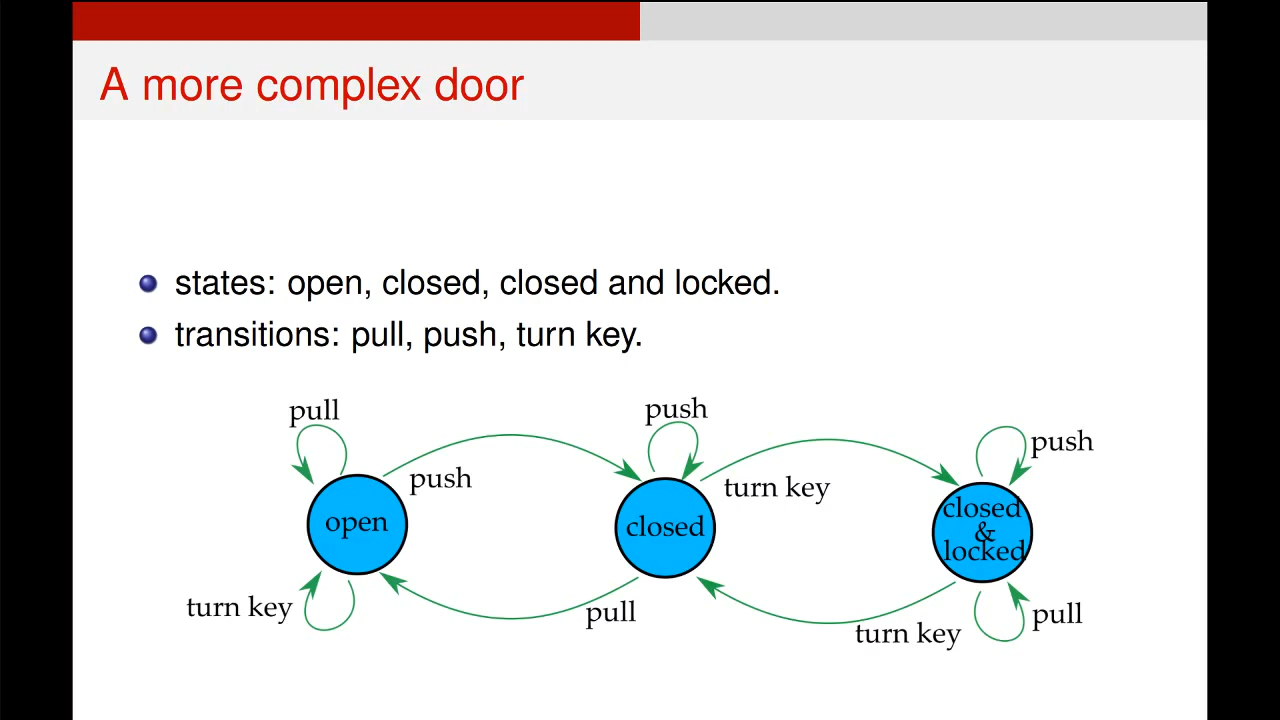 A more complex door
states: open, closed, closed and locked.
transitions: pull, push, turn key.
pull
push
push
push
turn key
open
closed
closed
&
locked
turn key
pull
turn key
pull